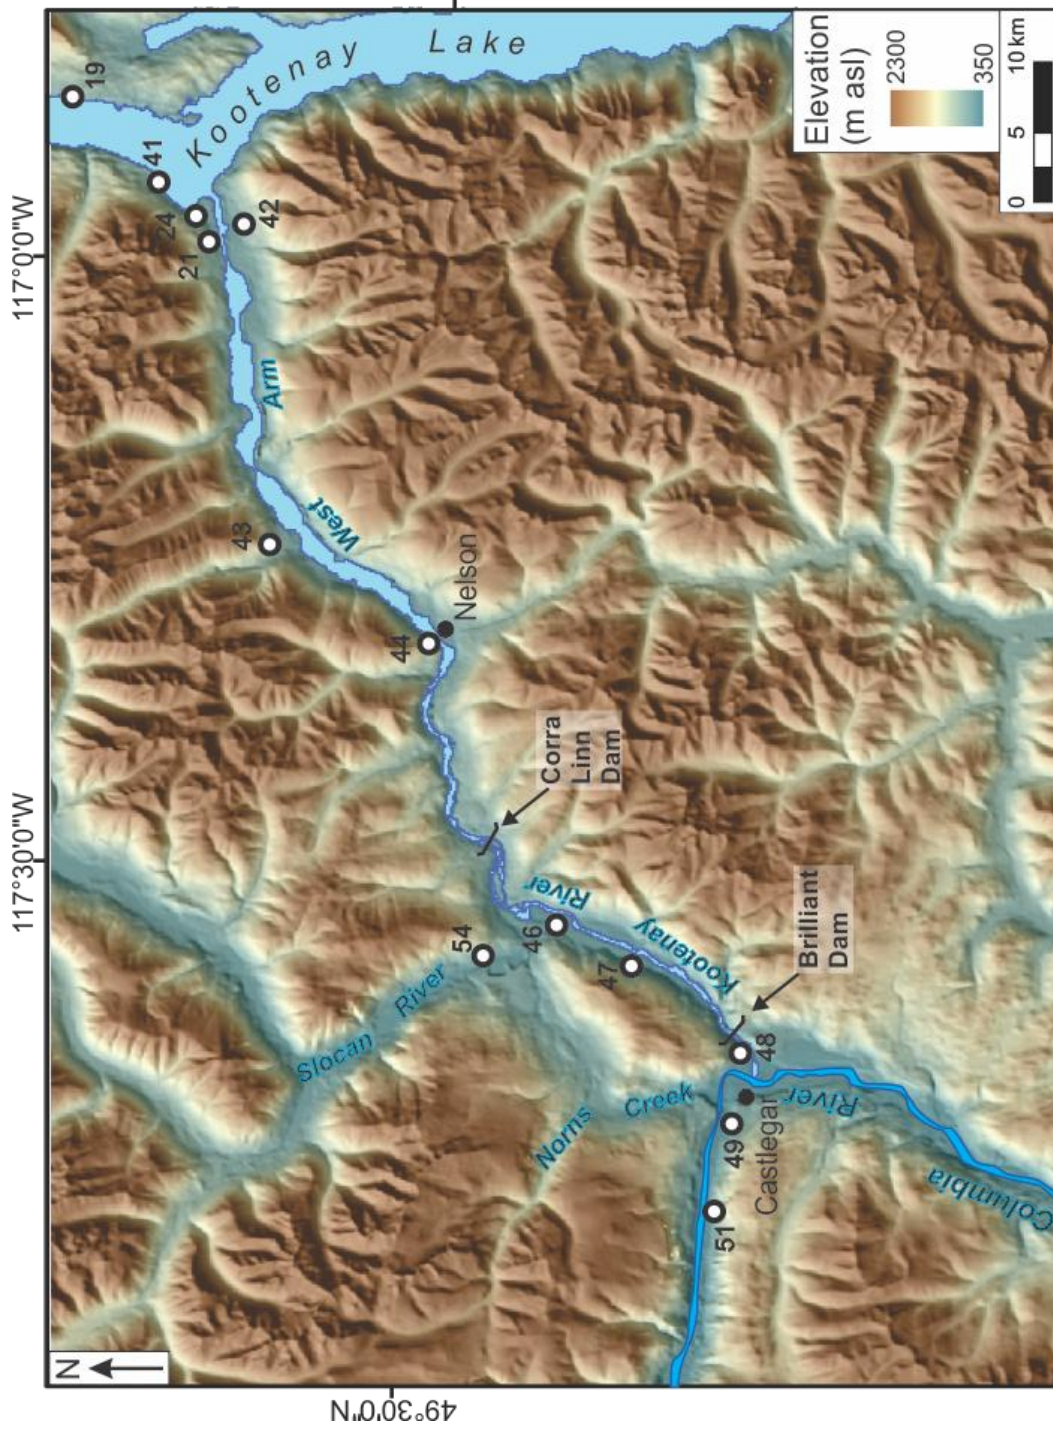 117°30'0"W
117°0'0"W
49°30'0"N
N
19
41
24
21
42
43
44
54
46
47
48
49
51
Kootenay
Lake
West
Arm
Nelson
Corra
Linn
Dam
Slocan
River
Kootenay
River
Brilliant
Dam
Norns
Creek
Castlegar
Columbia
River
Elevation
(m asl)
2300
350
0
5
10 km